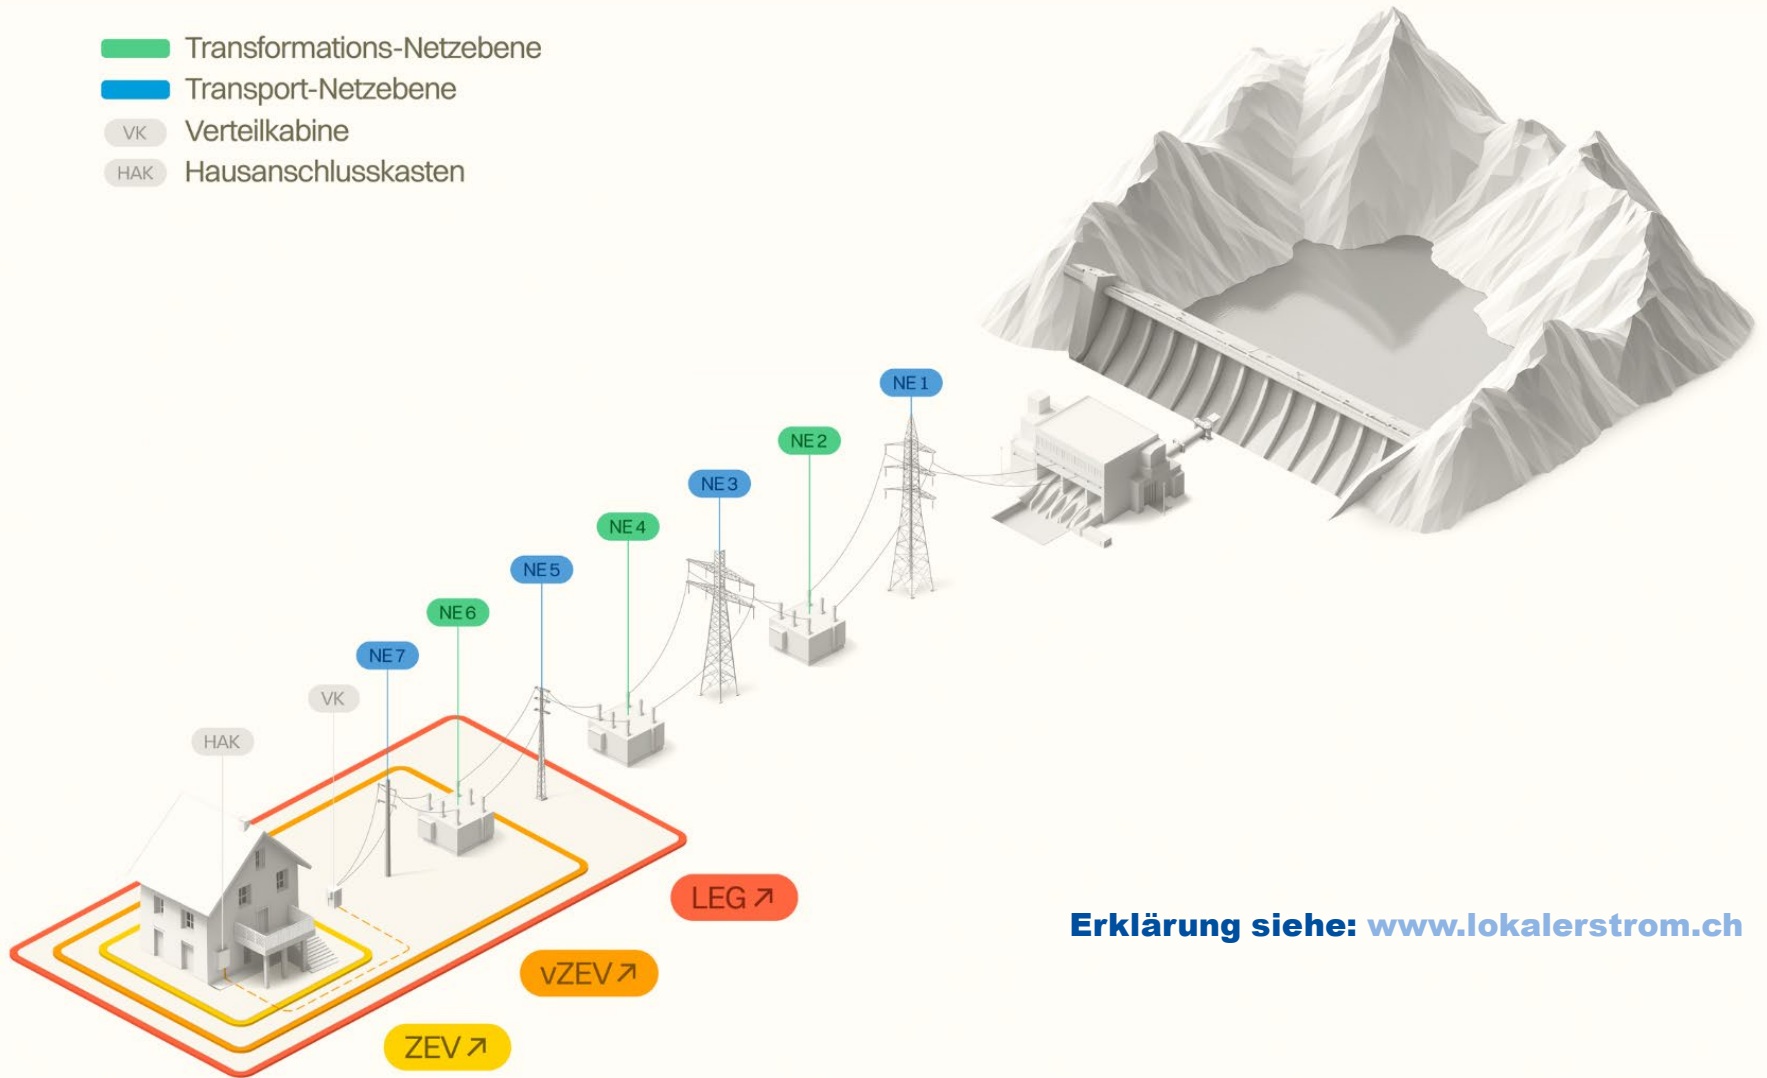 Transformations-Netzebene
Transport-Netzebene
VK Verteilkabine
HAK Hausanschlusskasten
NE 1
NE 2
NE 3
NE 4
NE 5
NE 6
NE 7
VK
HAK
LEG ↗
vZEV ↗
ZEV ↗
Erklärung siehe: www.lokalerstrom.ch